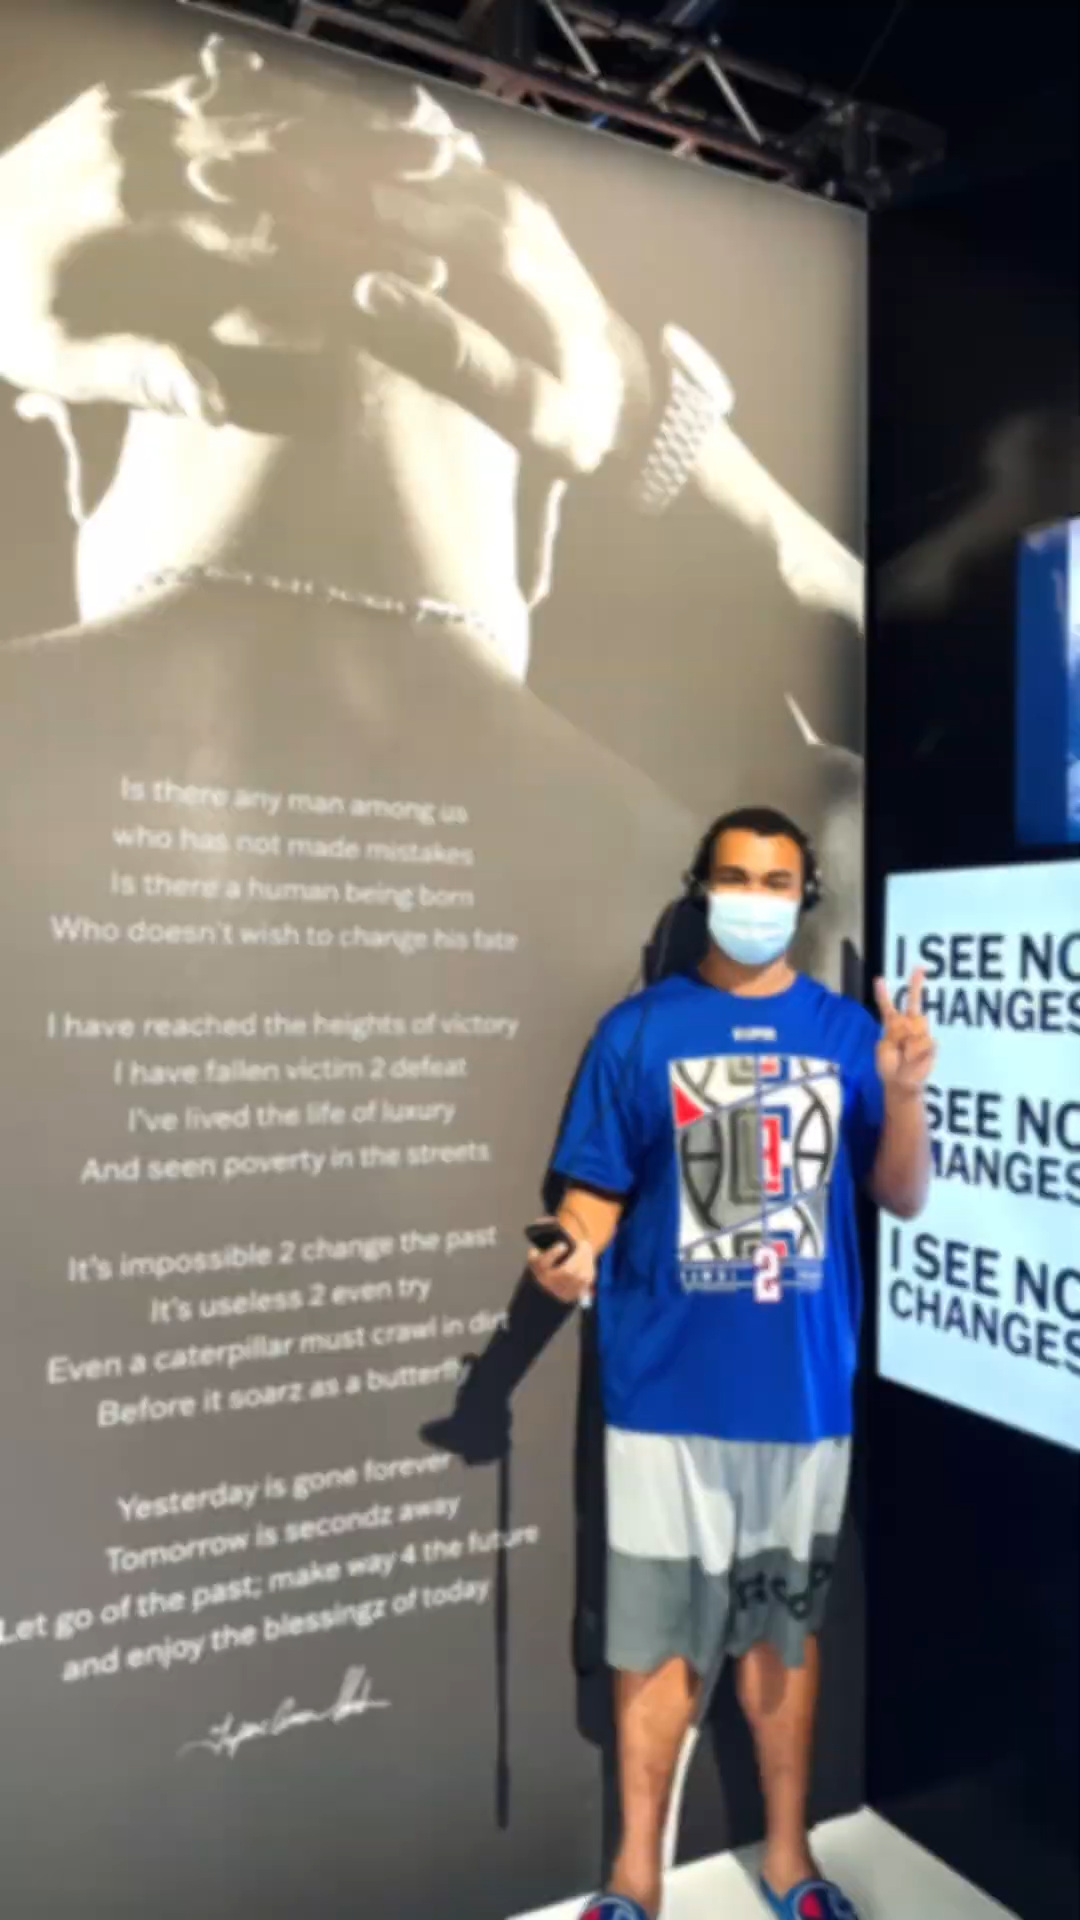 Is there any man among us
who has not made mistakes
Is there a human being born
Who doesn't wish to change his fate
I have reached the heights of victory
I have fallen victim 2 defeat
I've lived the life of luxury
And seen poverty in the streets
It's impossible 2 change the past
It's useless 2 even try
Even a caterpillar must crawl in dirt
Before it soarz as a butterfly
Yesterday is gone forever
Tomorrow is secondz away
Let go of the past; make way 4 the future
and enjoy the blessingz of today
I SEE NO
CHANGES
SEE NO
HANGES
I SEE NO
CHANGES
2